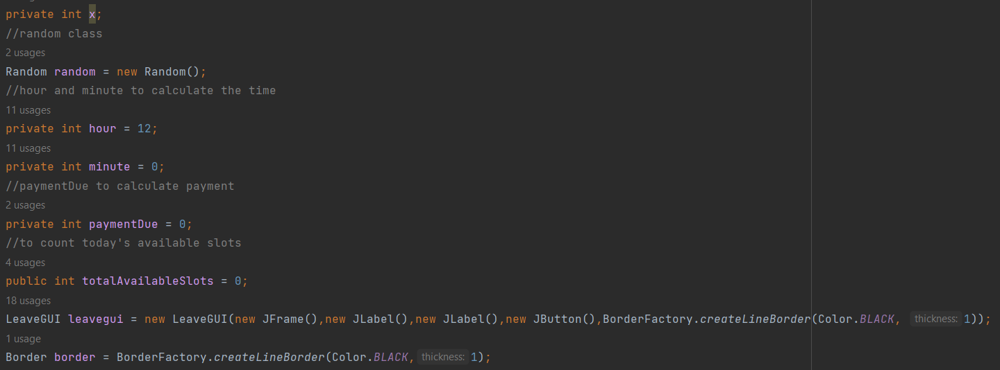 private int x;
//random class
2 usages
Random random = new Random();
//hour and minute to calculate the time
11 usages
private int hour = 12;
11 usages
private int minute = 0;
//paymentDue to calculate payment
2 usages
private int paymentDue = 0;
//to count today's available slots
4 usages
public int totalAvailableSlots = 0;
18 usages
LeaveGUI leavegui = new LeaveGUI(new JFrame(),new JLabel(),new JLabel(),new JButton(),BorderFactory.createLineBorder(Color.BLACK, thickness: 1));
1 usage
Border border = BorderFactory.createLineBorder(Color.BLACK, thickness: 1);